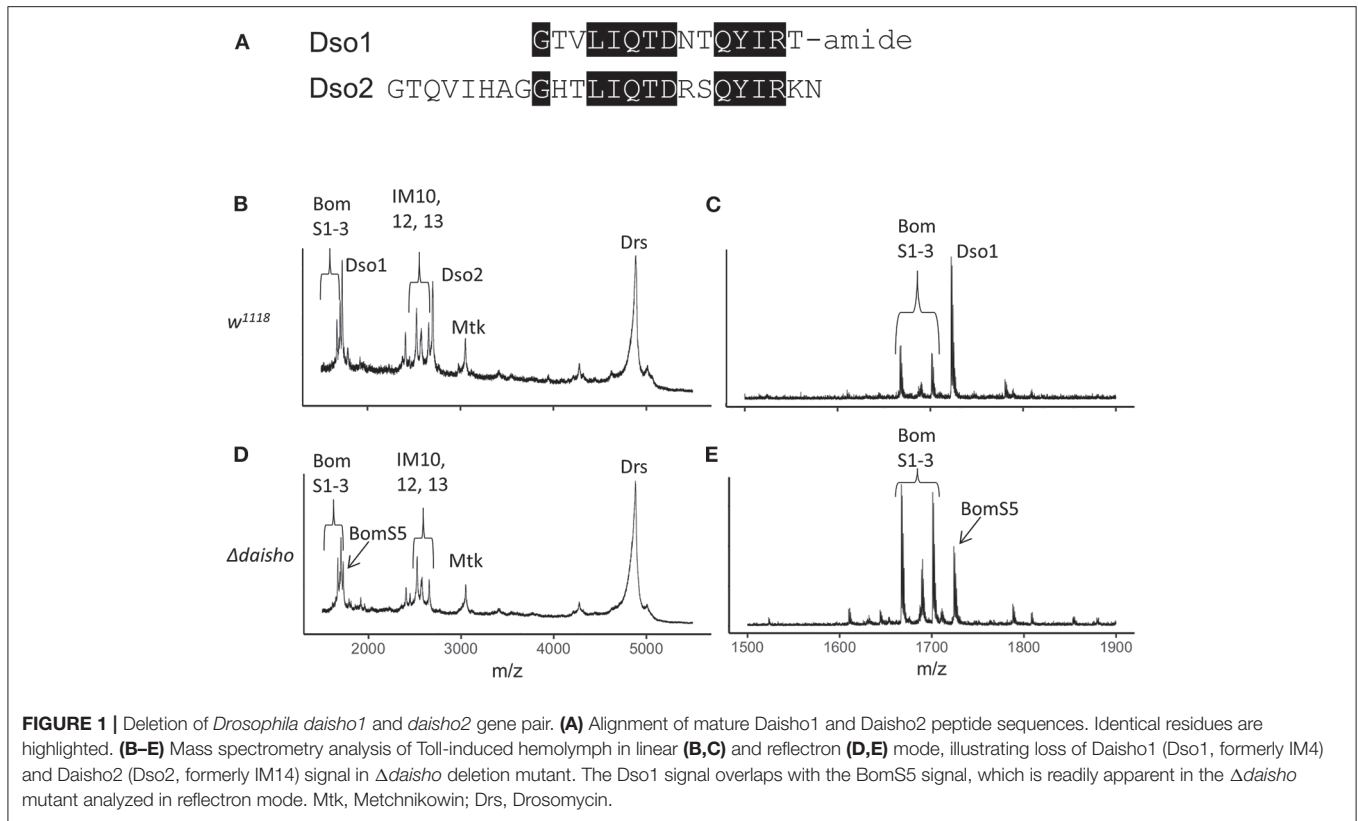 A
Dso1 GTVLIQTDNTQYIRT-amide
Dso2 GTQVIHAGGHTLIQTDRSQYIRKN
B
Bom
S1-3
Dso1
IM10,
12, 13
Dso2
Mtk
Drs
w1118
C
Bom
S1-3
Dso1
D
Bom
S1-3
BomS5
IM10,
12, 13
Mtk
Drs
Δdaisho
2000 3000 4000 5000
m/z
E
Bom
S1-3
BomS5
1500 1600 1700 1800 1900
m/z
FIGURE 1 | Deletion of Drosophila daisho1 and daisho2 gene pair. (A) Alignment of mature Daisho1 and Daisho2 peptide sequences. Identical residues are
highlighted. (B–E) Mass spectrometry analysis of Toll-induced hemolymph in linear (B,C) and reflectron (D,E) mode, illustrating loss of Daisho1 (Dso1, formerly IM4)
and Daisho2 (Dso2, formerly IM14) signal in Δdaisho deletion mutant. The Dso1 signal overlaps with the BomS5 signal, which is readily apparent in the Δdaisho
mutant analyzed in reflectron mode. Mtk, Metchnikowin; Drs, Drosomycin.